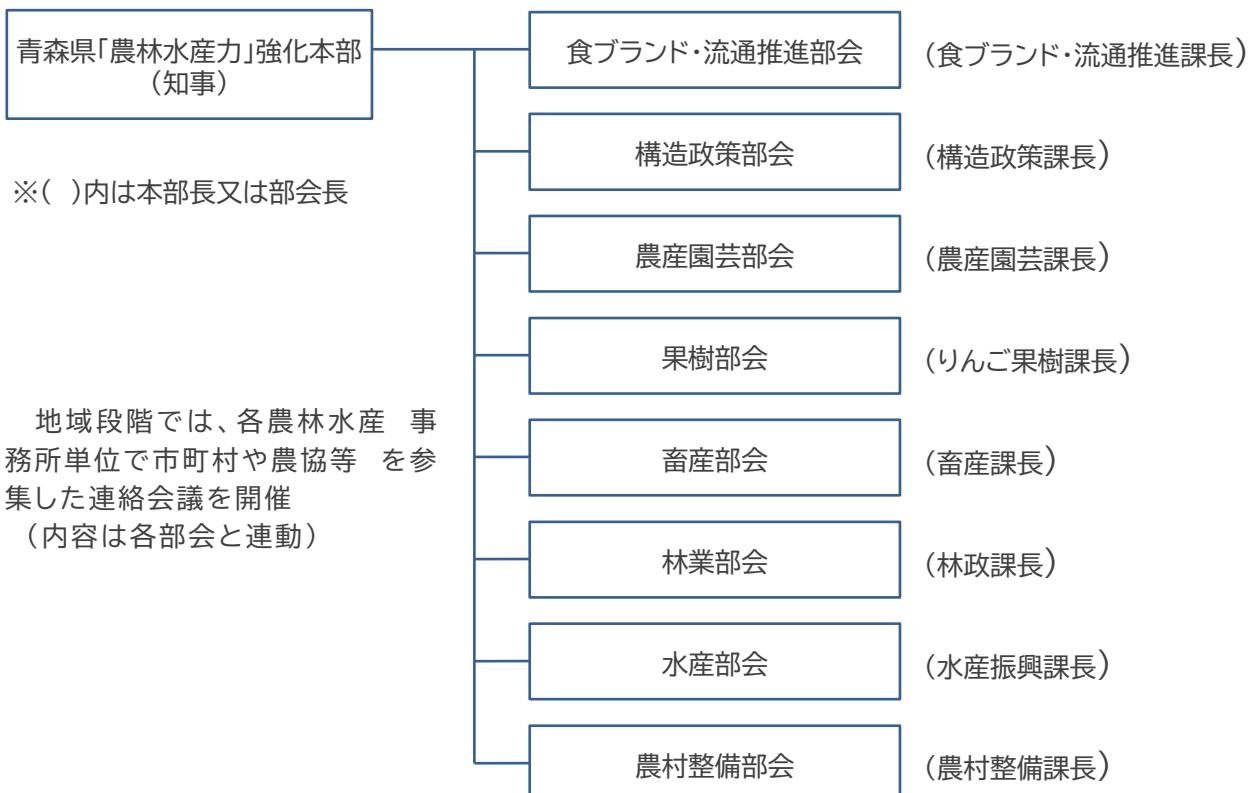 青森県「農林水産力」強化本部
(知事)
※( )内は本部長又は部会長
地域段階では、各農林水産 事
務所単位で市町村や農協等 を参
集した連絡会議を開催
(内容は各部会と連動)
食ブランド・流通推進部会 (食ブランド・流通推進課長)
構造政策部会 (構造政策課長)
農産園芸部会 (農産園芸課長)
果樹部会 (りんご果樹課長)
畜産部会 (畜産課長)
林業部会 (林政課長)
水産部会 (水産振興課長)
農村整備部会 (農村整備課長)